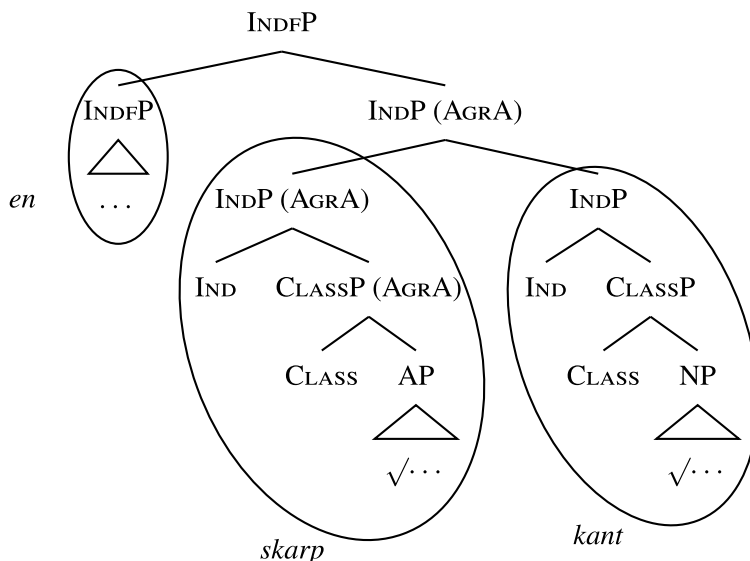 INDFP
INDFP INDP (AGRA)
en ... INDP (AGRA) INDP
IND CLASSP (AGRA) IND CLASSP
CLASS AP CLASS NP
√... √...
skarp kant